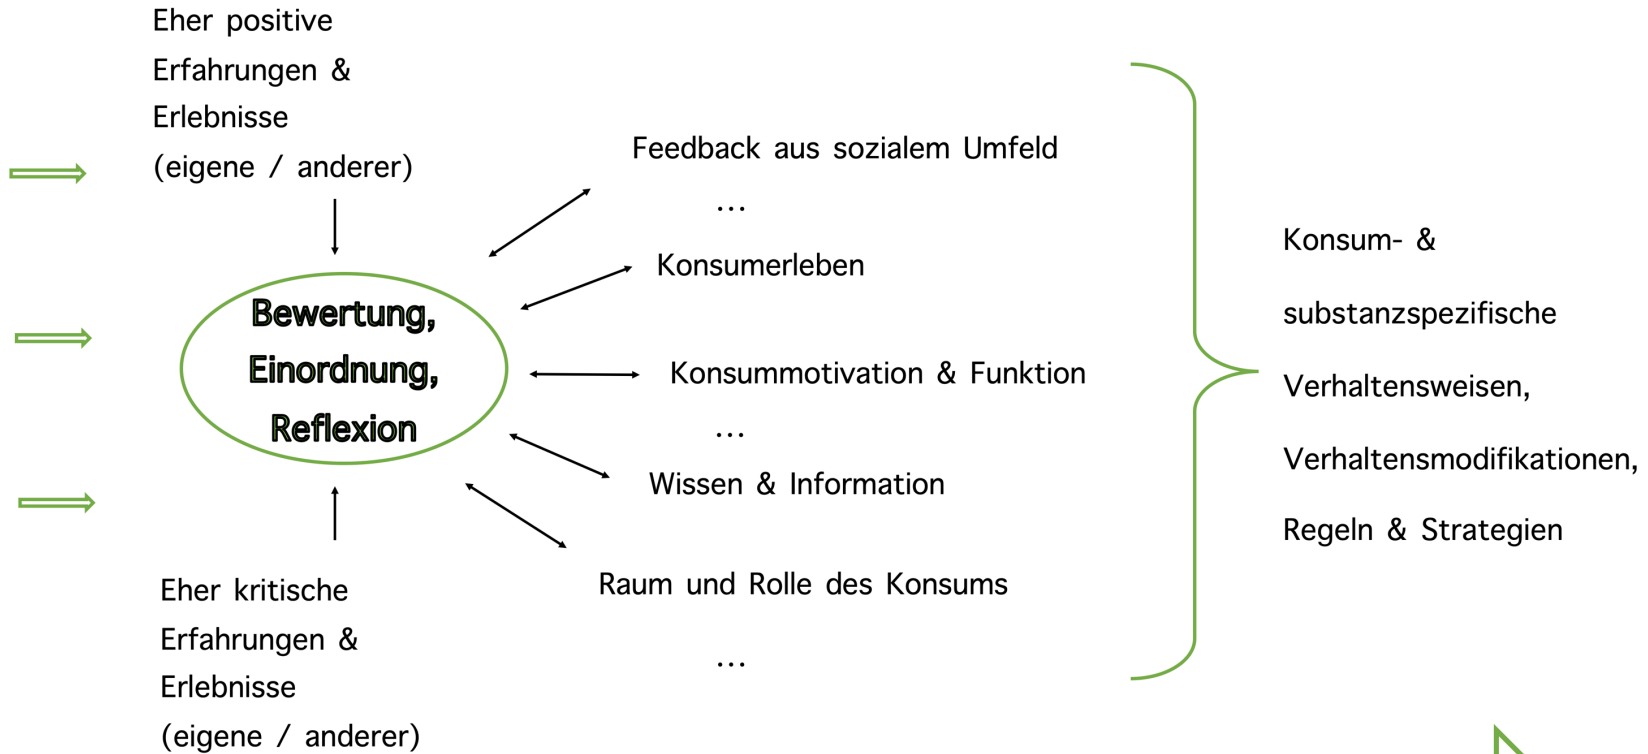 Eher positive
Erfahrungen &
Erlebnisse
(eigene / anderer)
Bewertung,
Einordnung,
Reflexion
Eher kritische
Erfahrungen &
Erlebnisse
(eigene / anderer)
Feedback aus sozialem Umfeld
...
Konsumerleben
Konsummotivation & Funktion
...
Wissen & Information
Raum und Rolle des Konsums
...
Konsum- &
substanzspezifische
Verhaltensweisen,
Verhaltensmodifikationen,
Regeln & Strategien